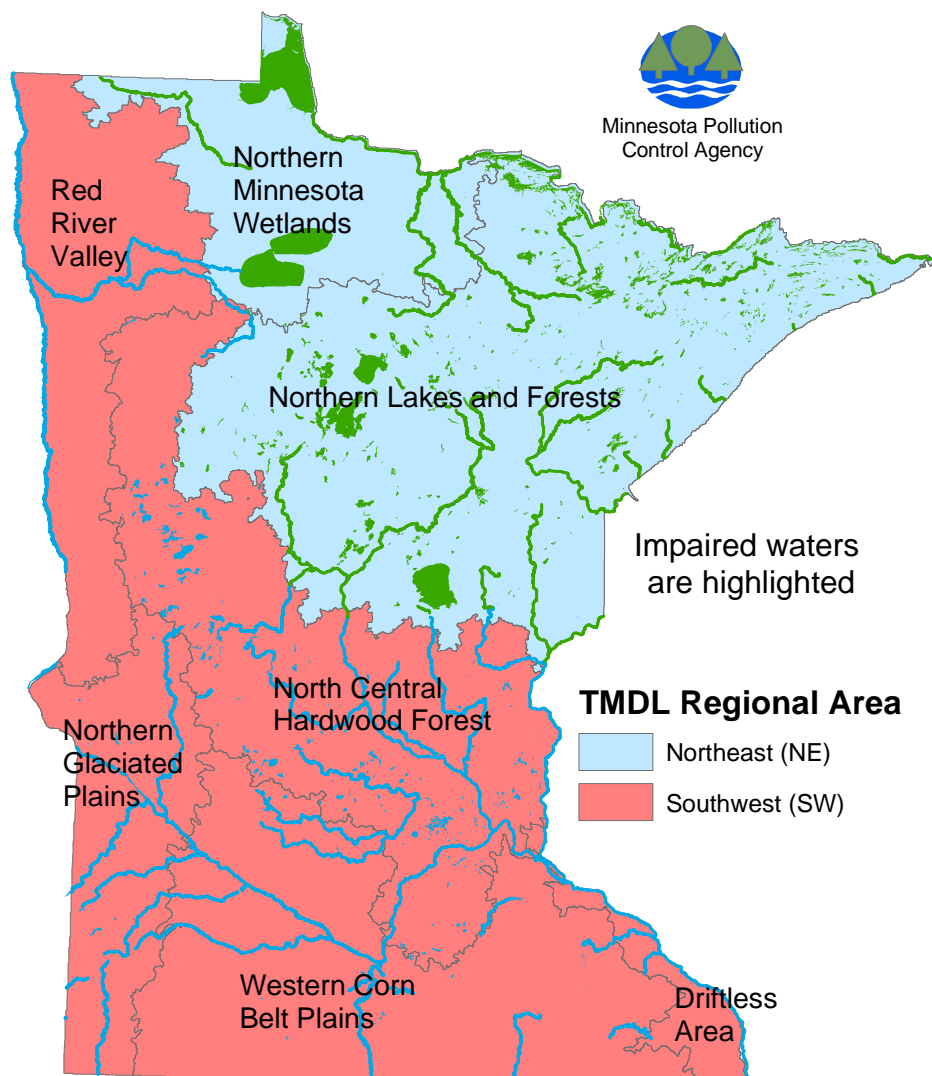 Minnesota Pollution
Control Agency
Northern
Minnesota
Wetlands
Red
River
Valley
Northern Lakes and Forests
Impaired waters
are highlighted
North Central
Hardwood Forest
TMDL Regional Area
Northern
Glaciated
Plains
Northeast (NE)
Southwest (SW)
Western Corn
Belt Plains
Driftless
Area